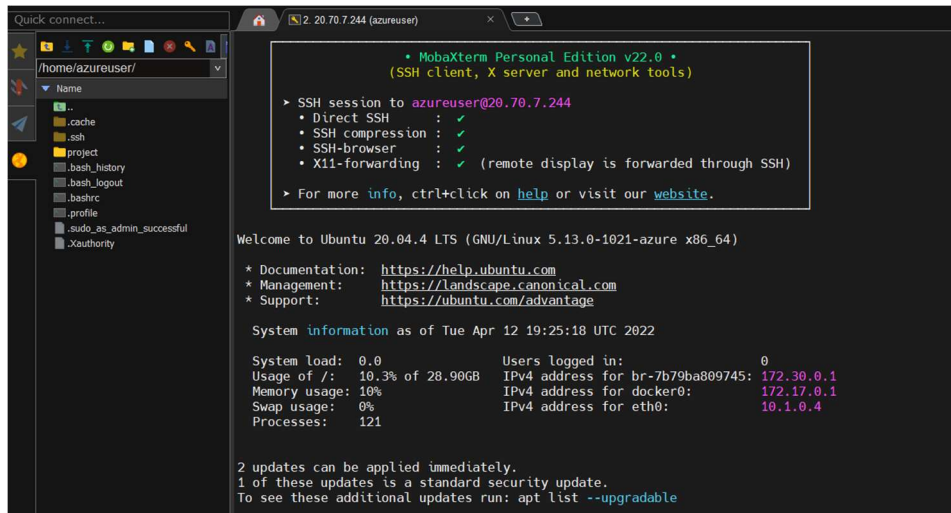 Quick connect...
2. 20.70.7.244 (azureuser)
/home/azureuser/
Name
..
.cache
.ssh
project
.bash_history
.bash_logout
.bashrc
.profile
.sudo_as_admin_successful
.Xauthority
• MobaXterm Personal Edition v22.0 •
(SSH client, X server and network tools)
➤ SSH session to azureuser@20.70.7.244
• Direct SSH : ✔
• SSH compression : ✔
• SSH-browser : ✔
• X11-forwarding : ✔ (remote display is forwarded through SSH)
➤ For more info, ctrl+click on help or visit our website.
Welcome to Ubuntu 20.04.4 LTS (GNU/Linux 5.13.0-1021-azure x86_64)
* Documentation: https://help.ubuntu.com
* Management: https://landscape.canonical.com
* Support: https://ubuntu.com/advantage
System information as of Tue Apr 12 19:25:18 UTC 2022
System load: 0.0 Users logged in: 0
Usage of /: 10.3% of 28.90GB IPv4 address for br-7b79ba809745: 172.30.0.1
Memory usage: 10% IPv4 address for docker0: 172.17.0.1
Swap usage: 0% IPv4 address for eth0: 10.1.0.4
Processes: 121
2 updates can be applied immediately.
1 of these updates is a standard security update.
To see these additional updates run: apt list --upgradable